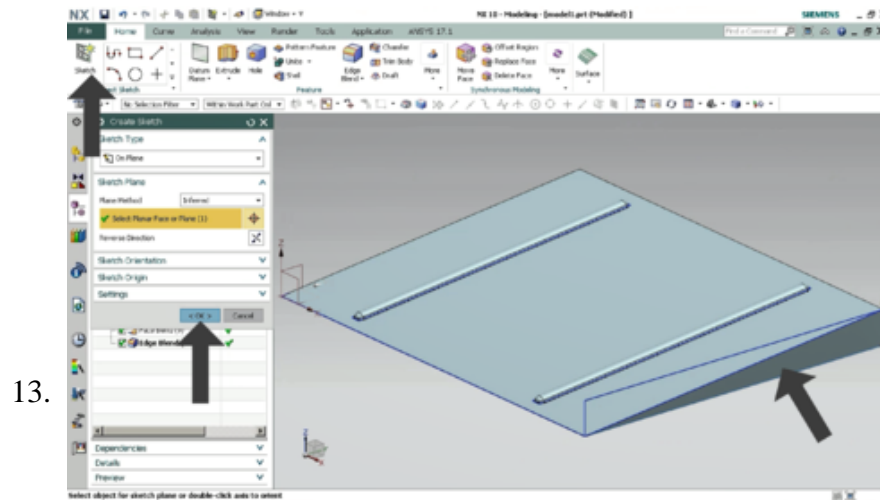 NX Window
NX 10 - Modeling - [model1.prt (Modified) ]
SIEMENS
File Home Curve Analysis View Render Tools Application ANSYS 17.1
Find a Command
Sketch
Direct Sketch
Datum Plane
Extrude
Hole
Pattern Feature
Unite
Shell
Edge Blend
Chamfer
Trim Body
Draft
More
Feature
Move Face
Offset Region
Replace Face
Delete Face
More
Synchronous Modeling
Surface
No Selection Filter
Within Work Part Onl
Create Sketch
Sketch Type
On Plane
Sketch Plane
Plane Method Inferred
Select Planar Face or Plane (1)
Reverse Direction
Sketch Orientation
Sketch Origin
Settings
< OK > Cancel
Dependencies
Details
Preview
13.
Select object for sketch plane or double-click axis to orient